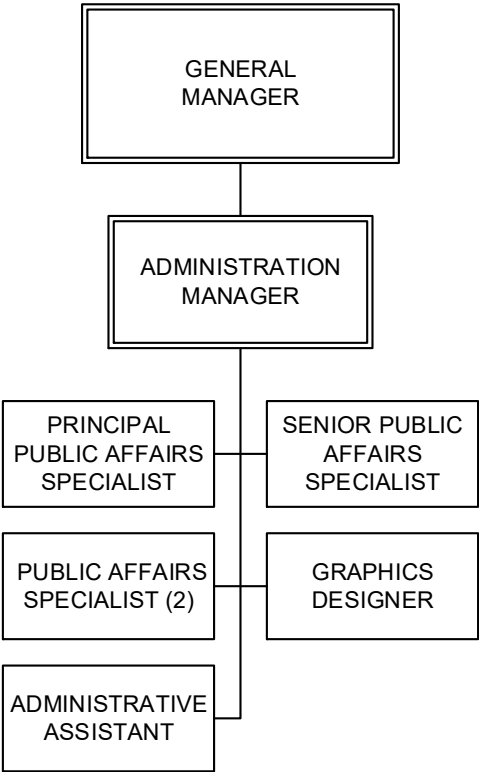 GENERAL
MANAGER
ADMINISTRATION
MANAGER
PRINCIPAL
PUBLIC AFFAIRS
SPECIALIST
SENIOR PUBLIC
AFFAIRS
SPECIALIST
PUBLIC AFFAIRS
SPECIALIST (2)
GRAPHICS
DESIGNER
ADMINISTRATIVE
ASSISTANT